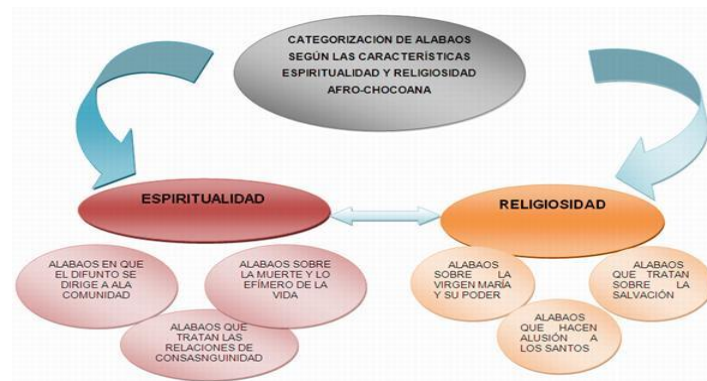 CATEGORIZACIÓN DE ALABAOS
SEGÚN LAS CARACTERÍSTICAS
ESPIRITUALIDAD Y RELIGIOSIDAD
AFRO-CHOCOANA
ESPIRITUALIDAD
RELIGIOSIDAD
ALABAOS EN QUE
EL DIFUNTO SE
DIRIGE A ALA
COMUNIDAD
ALABAOS SOBRE
LA MUERTE Y LO
EFÍMERO DE LA
VIDA
ALABAOS QUE
TRATAN LAS
RELACIONES DE
CONSASNGUINIDAD
ALABAOS
SOBRE LA
VIRGEN MARÍA
Y SU PODER
ALABAOS
QUE TRATAN
SOBRE LA
SALVACIÓN
ALABAOS
QUE HACEN
ALUSIÓN A
LOS SANTOS